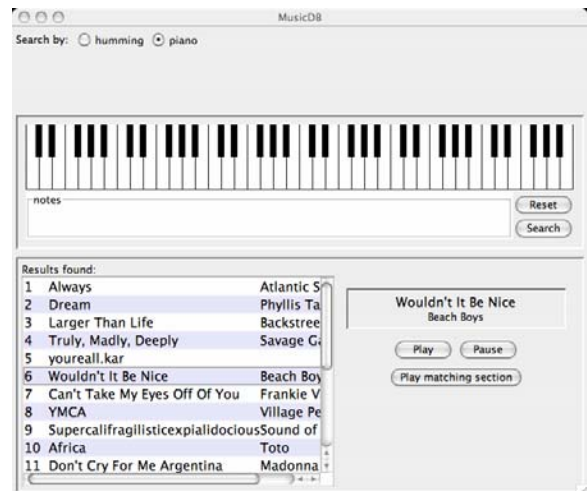 MusicDB
Search by: humming piano
notes
Reset
Search
Results found:
1 Always Atlantic S
2 Dream Phyllis Ta
3 Larger Than Life Backstree
4 Truly, Madly, Deeply Savage Ga
5 youreall.kar
6 Wouldn't It Be Nice Beach Boy
7 Can't Take My Eyes Off Of You Frankie V
8 YMCA Village Pe
9 SupercalifragilisticexpialidociousSound of
10 Africa Toto
11 Don't Cry For Me Argentina Madonna
Wouldn't It Be Nice
Beach Boys
Play Pause
Play matching section